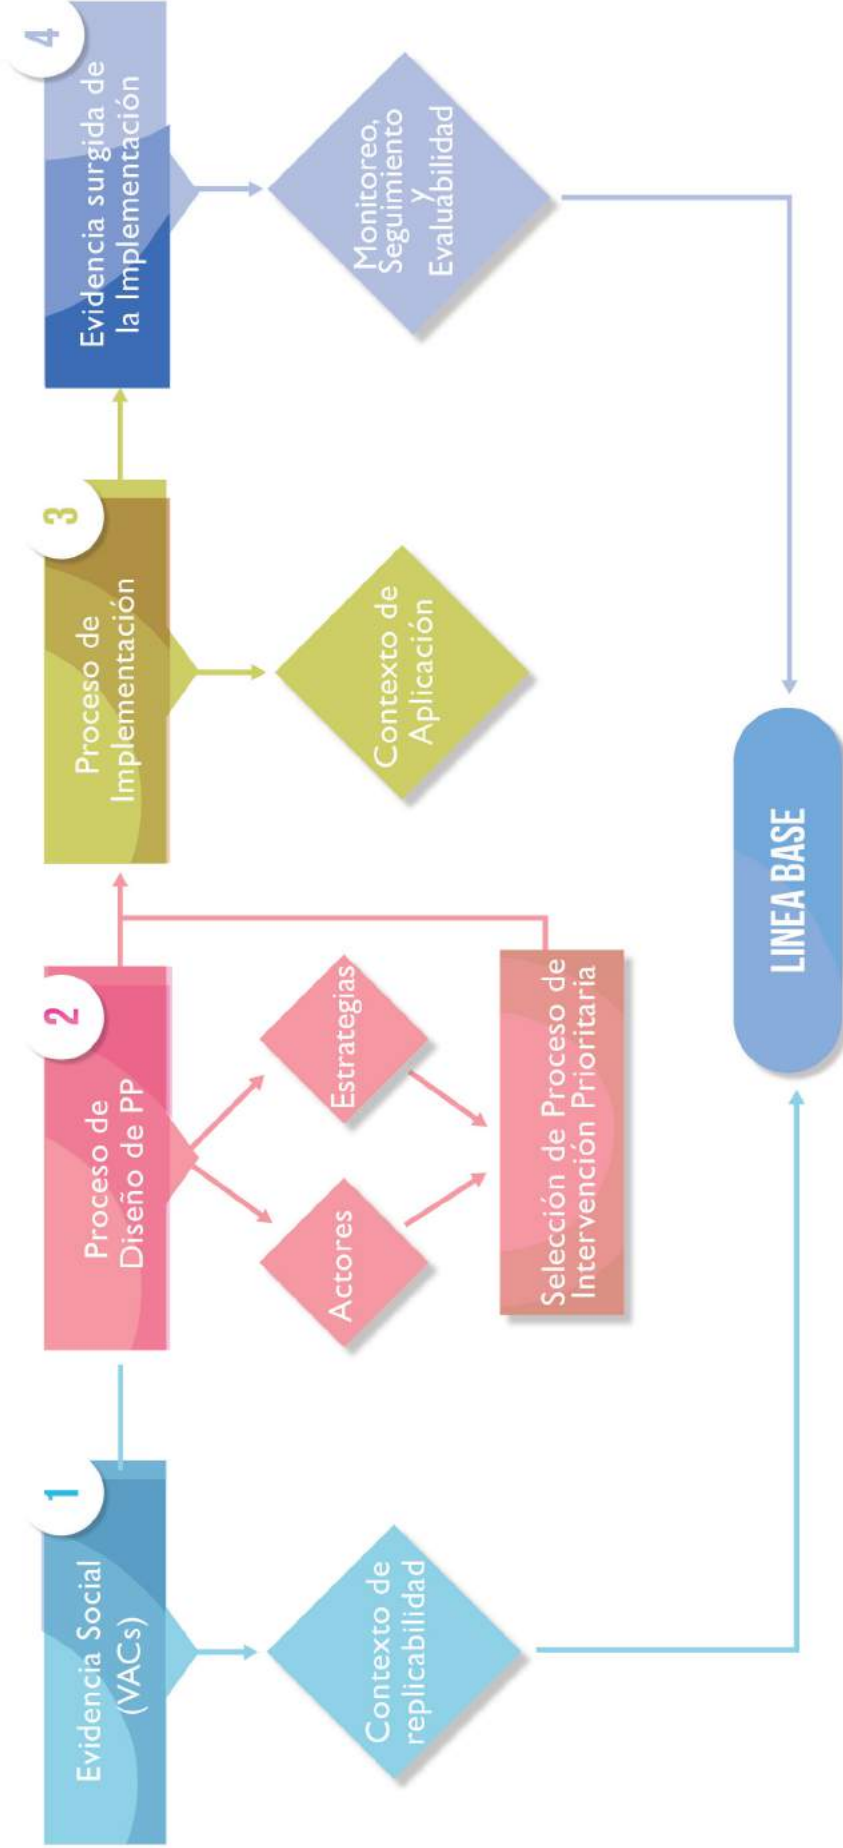 1
Evidencia Social
(VACs)
Contexto de
replicabilidad
2
Proceso de
Diseño de PP
Actores
Estrategias
Selección de Proceso de
Intervención Prioritaria
3
Proceso de
Implementación
Contexto de
Aplicación
4
Evidencia surgida de
la Implementación
Monitoreo,
Seguimiento
y
Evaluabilidad
LINEA BASE